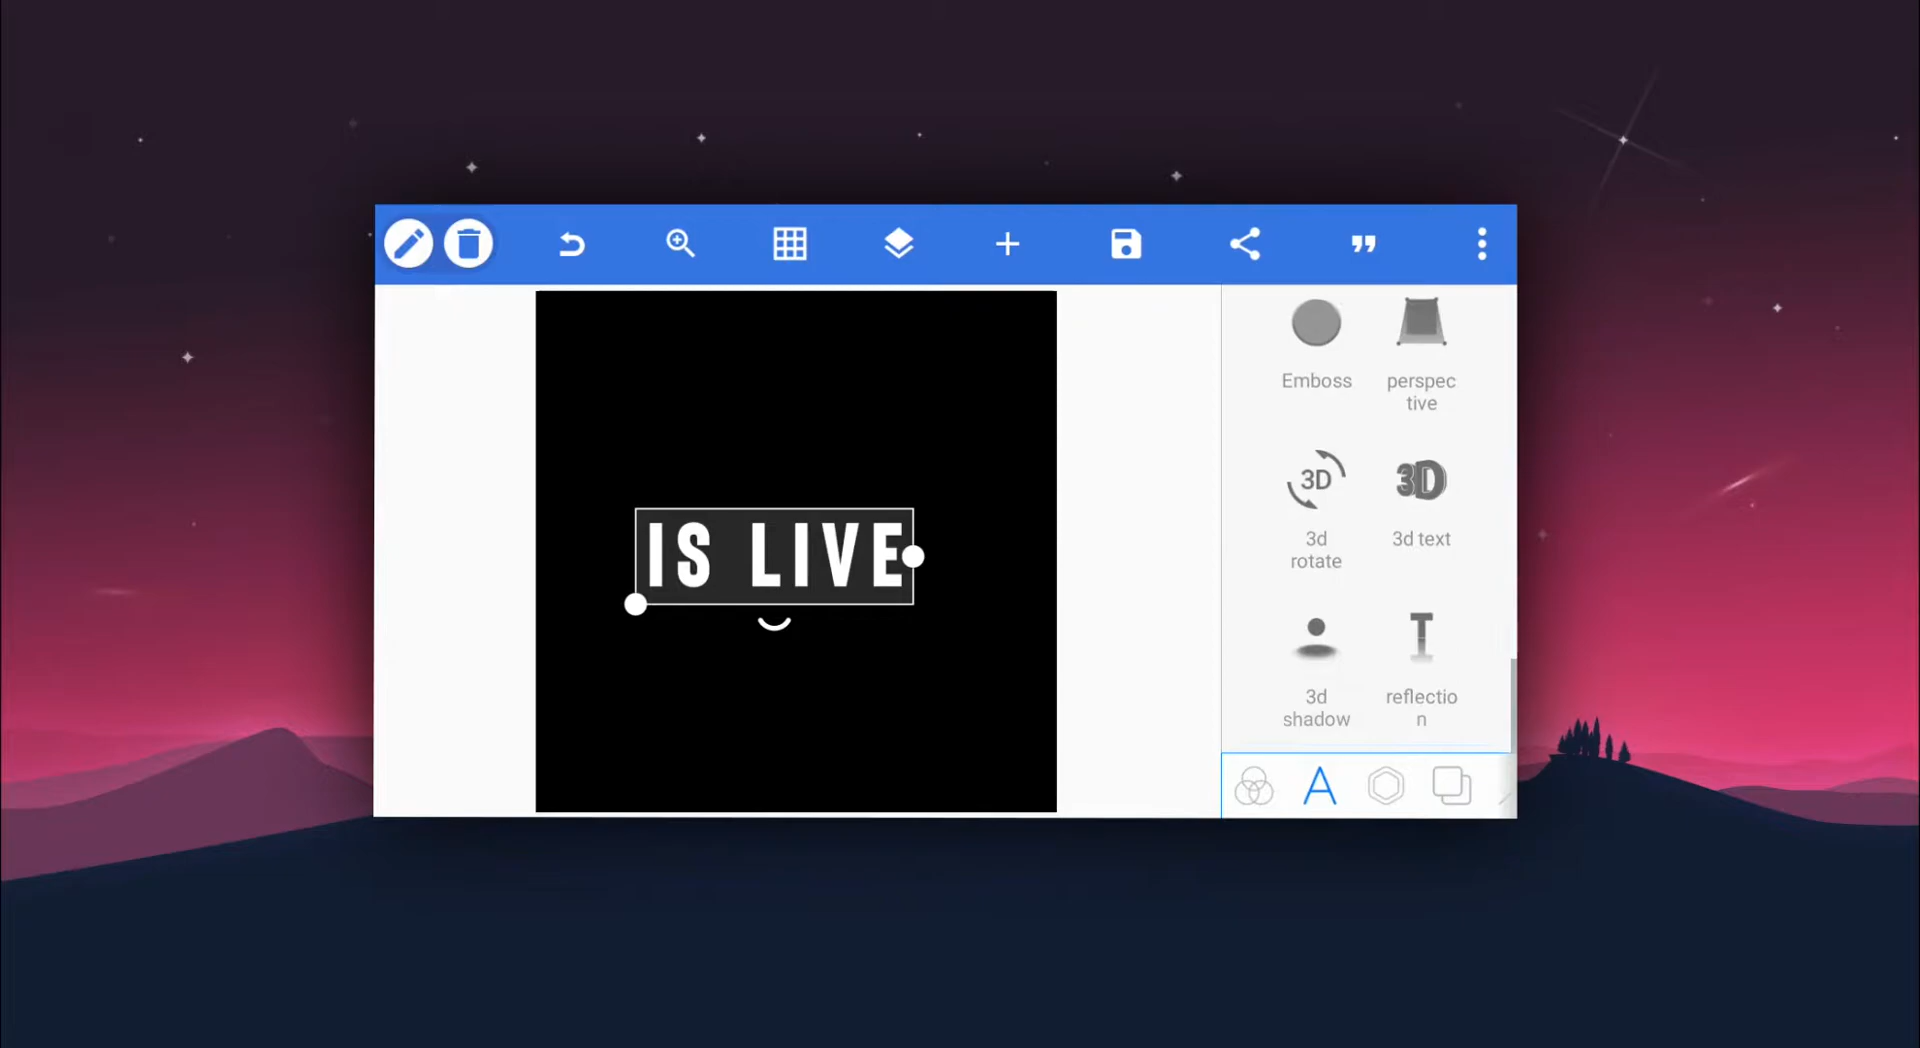 IS LIVE
Emboss
perspec
tive
3D
3D
3d
rotate
3d text
T
3d
shadow
reflectio
n
A